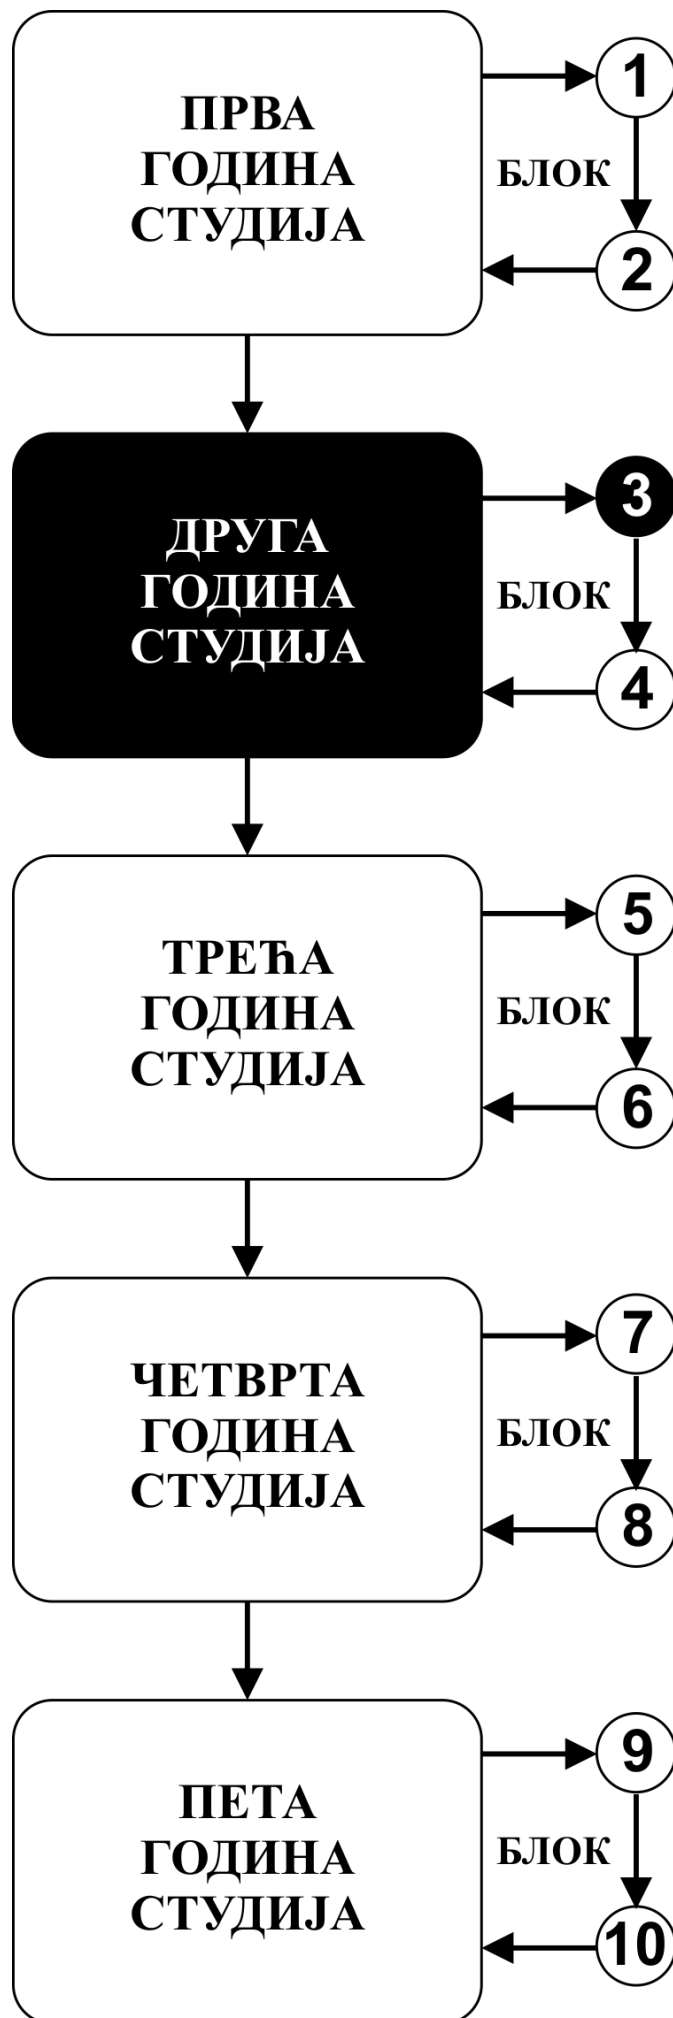 ПРВА
ГОДИНА
СТУДИЈА
1
БЛОК
2
ДРУГА
ГОДИНА
СТУДИЈА
3
БЛОК
4
ТРЕЋА
ГОДИНА
СТУДИЈА
5
БЛОК
6
ЧЕТВРТА
ГОДИНА
СТУДИЈА
7
БЛОК
8
ПЕТА
ГОДИНА
СТУДИЈА
9
БЛОК
10